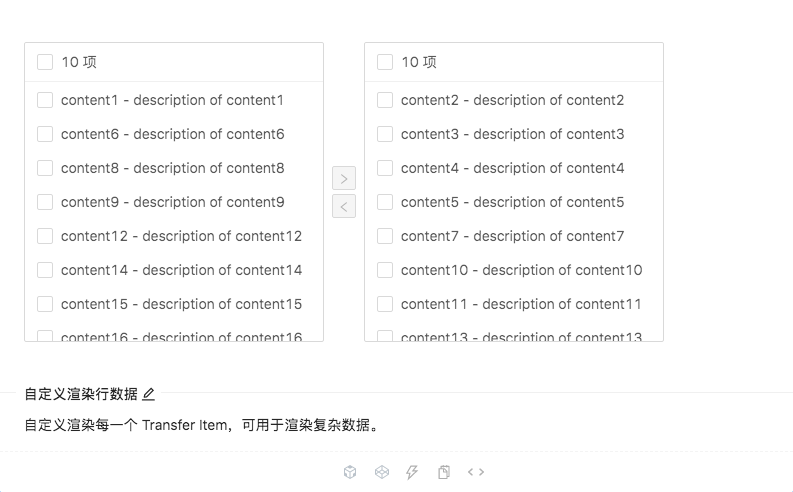 10 项
content1 - description of content1
content6 - description of content6
content8 - description of content8
content9 - description of content9
content12 - description of content12
content14 - description of content14
content15 - description of content15
content16 - description of content16
10 项
content2 - description of content2
content3 - description of content3
content4 - description of content4
content5 - description of content5
content7 - description of content7
content10 - description of content10
content11 - description of content11
content13 - description of content13
自定义渲染行数据
自定义渲染每一个 Transfer Item，可用于渲染复杂数据。